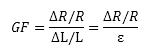 GF = ΔR/R / ΔL/L = ΔR/R / ε